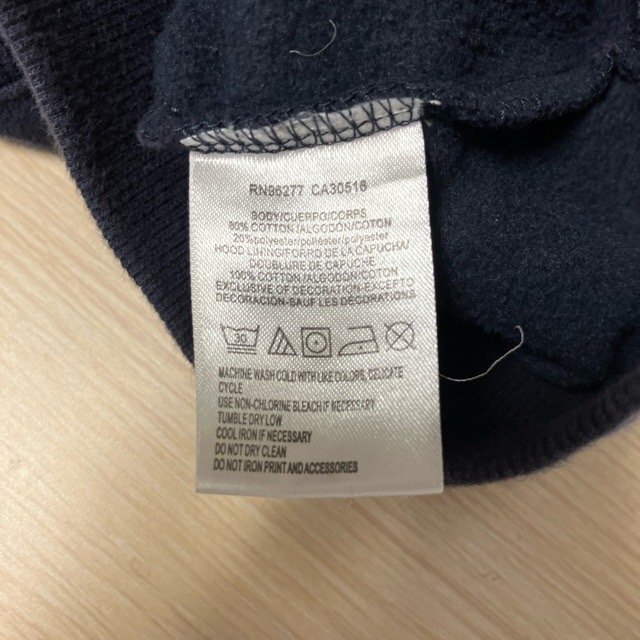 RN86277 CA30516
BODY/CUERPO/CORPS
80% COTTON/ALGODÓN/COTON
20%polyester/poliéster/polyester
HOOD LINING/FORRO DE LA CAPUCHA/
DOUBLURE DE CAPUCHE
100% COTTON/ALGODÓN/COTON
EXCLUSIVE OF DECORATION-EXCEPTO
DECORACIÓN-SAUF LES DÉCORATIONS
30
MACHINE WASH COLD WITH LIKE COLORS, DELICATE
CYCLE
USE NON-CHLORINE BLEACH IF NECESSARY
TUMBLE DRY LOW
COOL IRON IF NECESSARY
DO NOT DRY CLEAN
DO NOT IRON PRINT AND ACCESSORIES